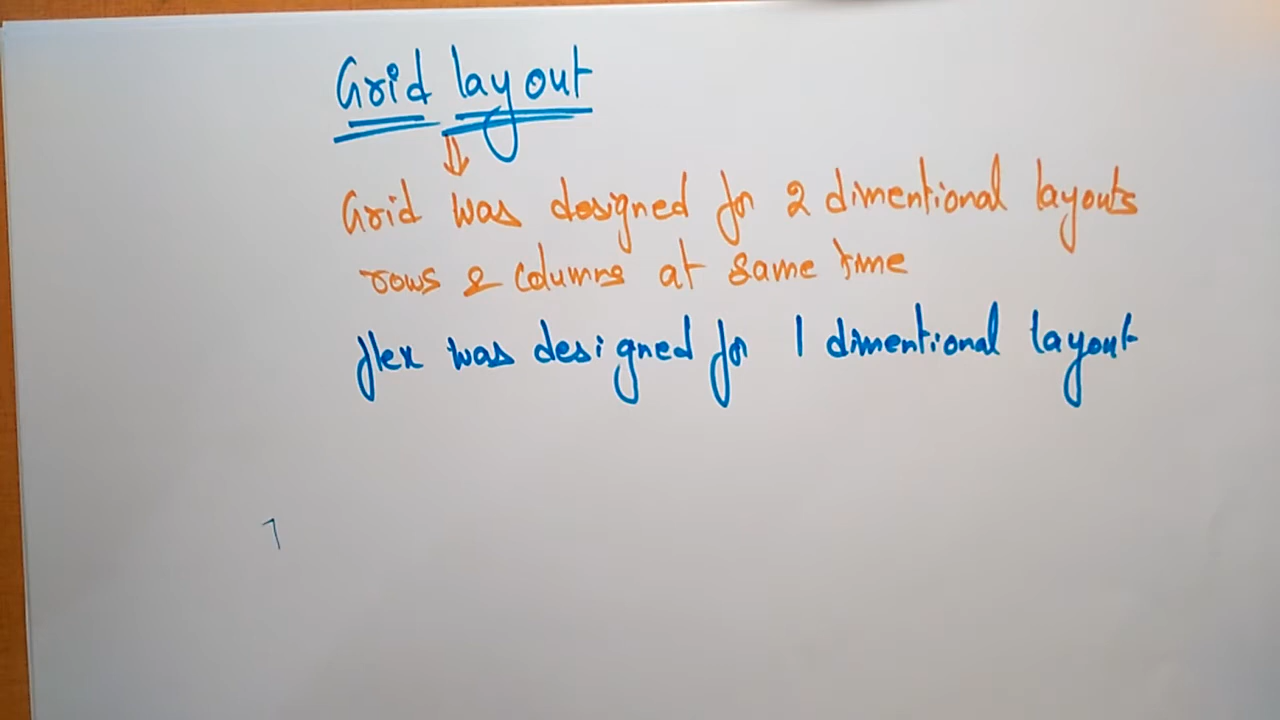 Grid layout
Grid was designed for 2 dimentional layouts
rows & columns at same time
flex was designed for 1 dimentional layout